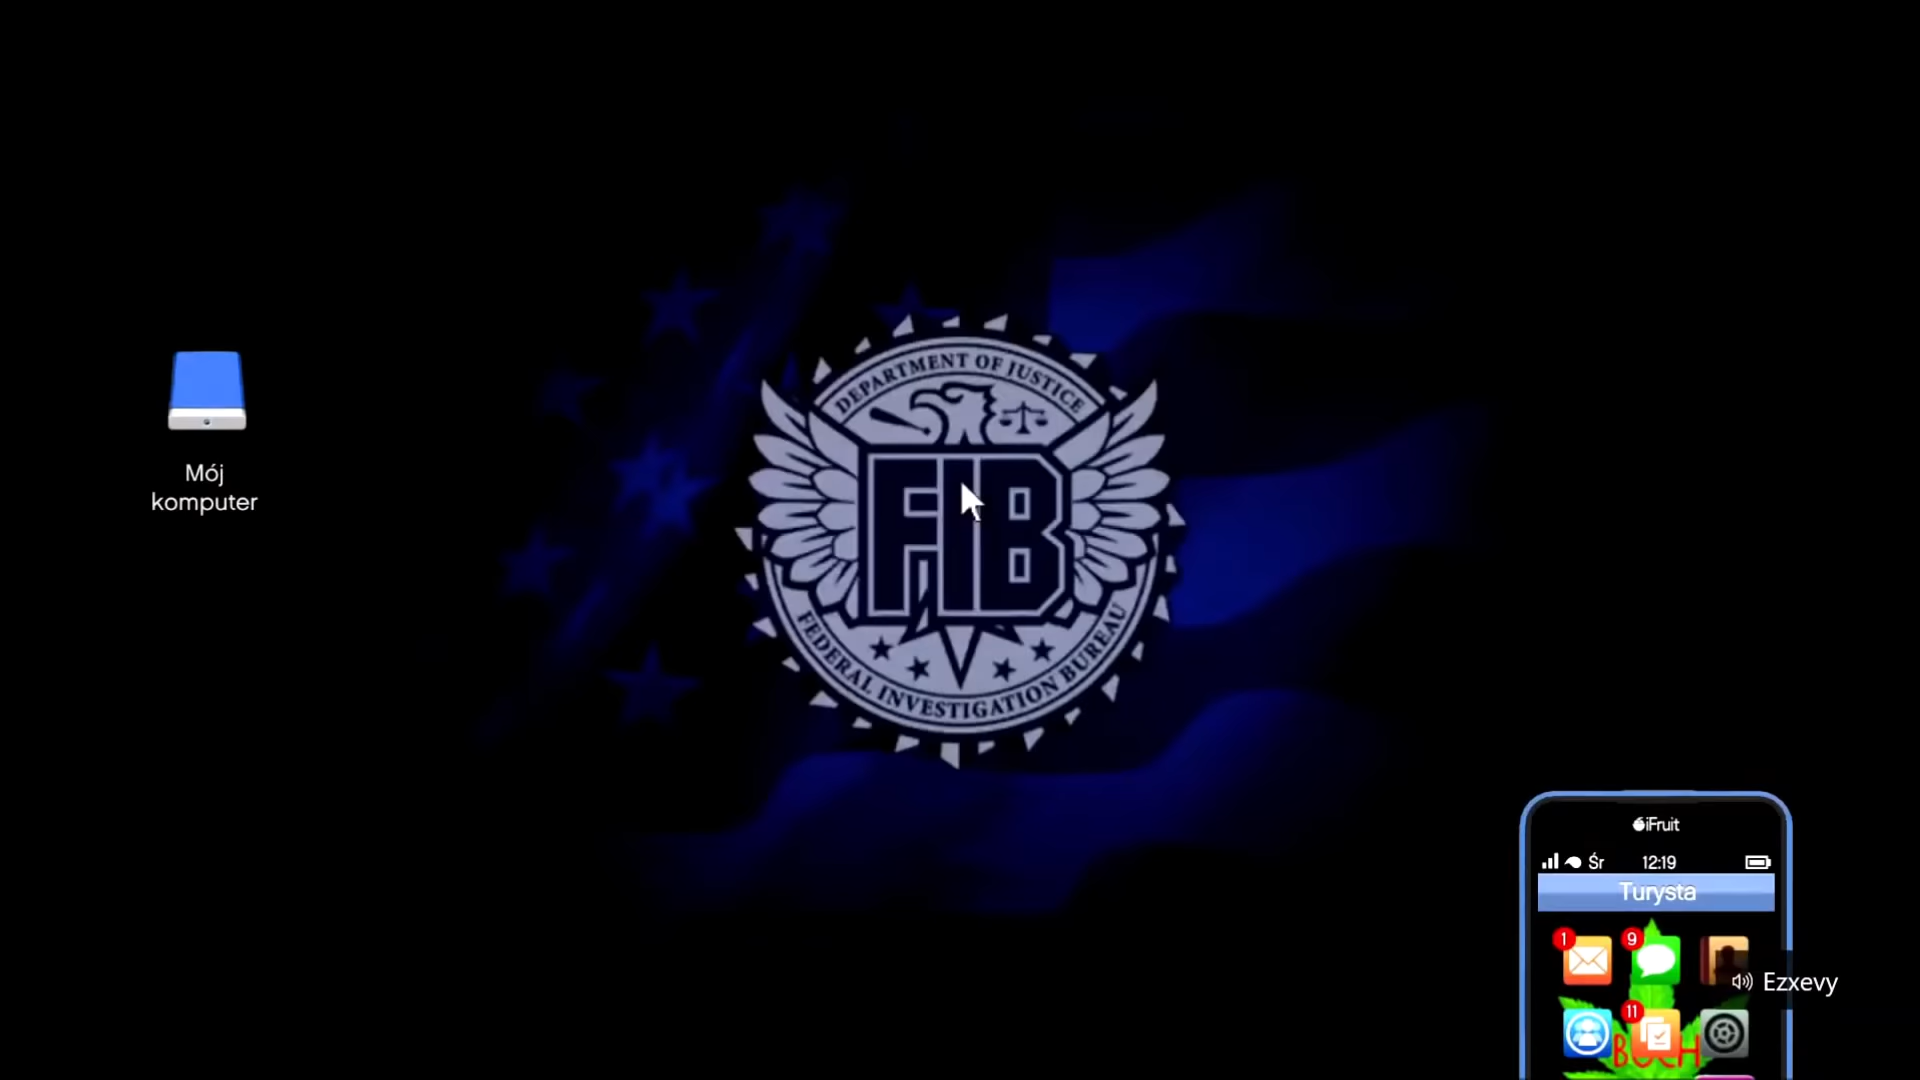 DEPARTMENT OF JUSTICE
FIB
FEDERAL INVESTIGATION BUREAU
Mój
komputer
iFruit
Śr 12:19
Turysta
1 9
Ezxevy
11